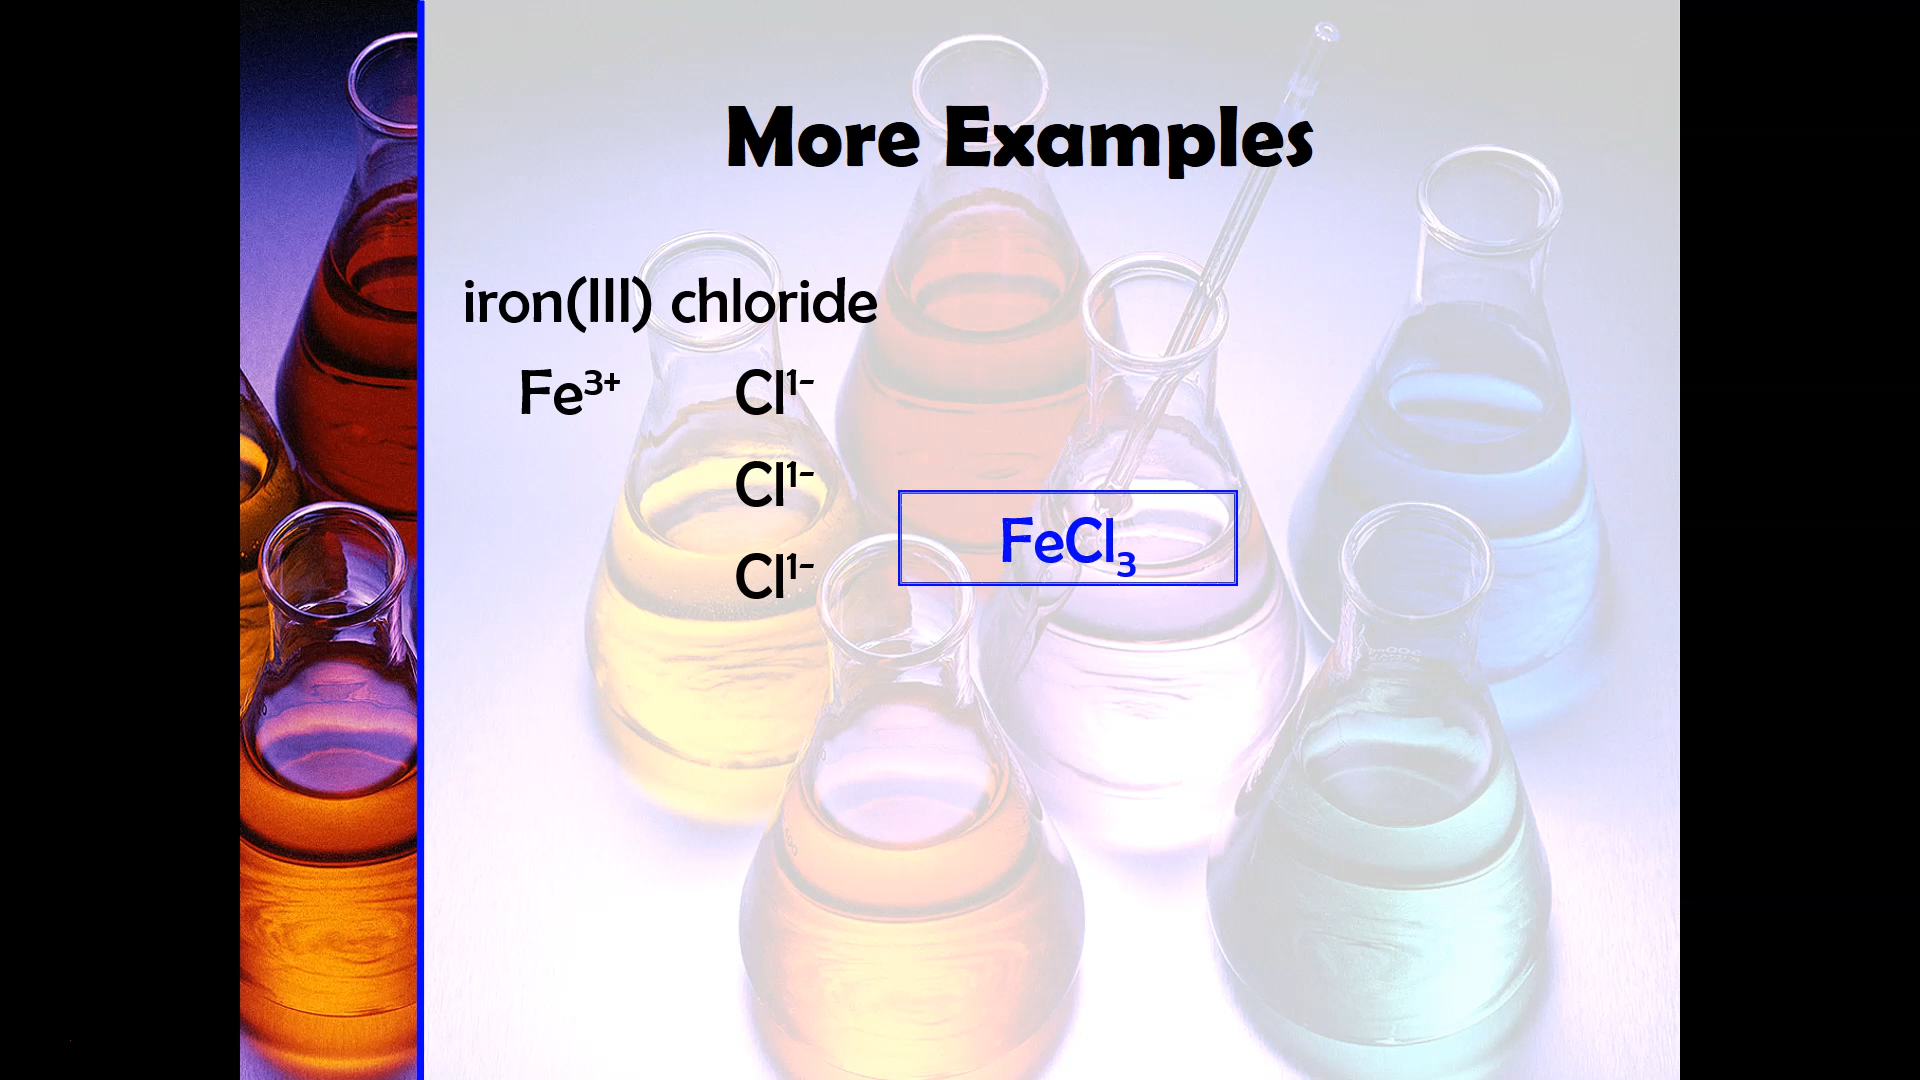 More Examples
iron(III) chloride
Fe³⁺ Cl¹⁻
Cl¹⁻
Cl¹⁻
FeCl₃